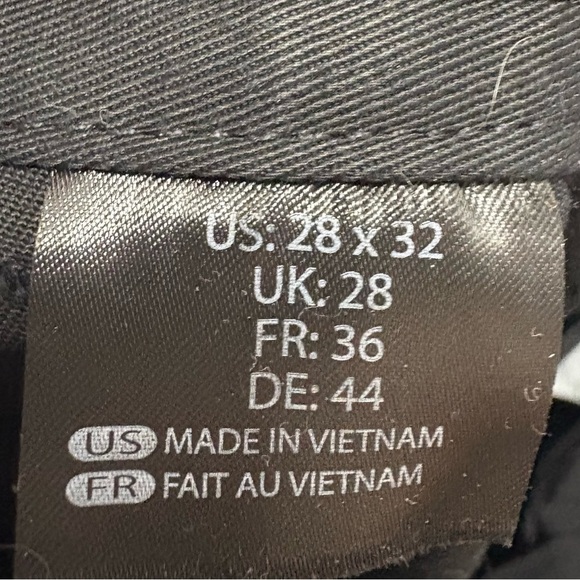 US: 28 x 32
UK: 28
FR: 36
DE: 44
US MADE IN VIETNAM
FR FAIT AU VIETNAM